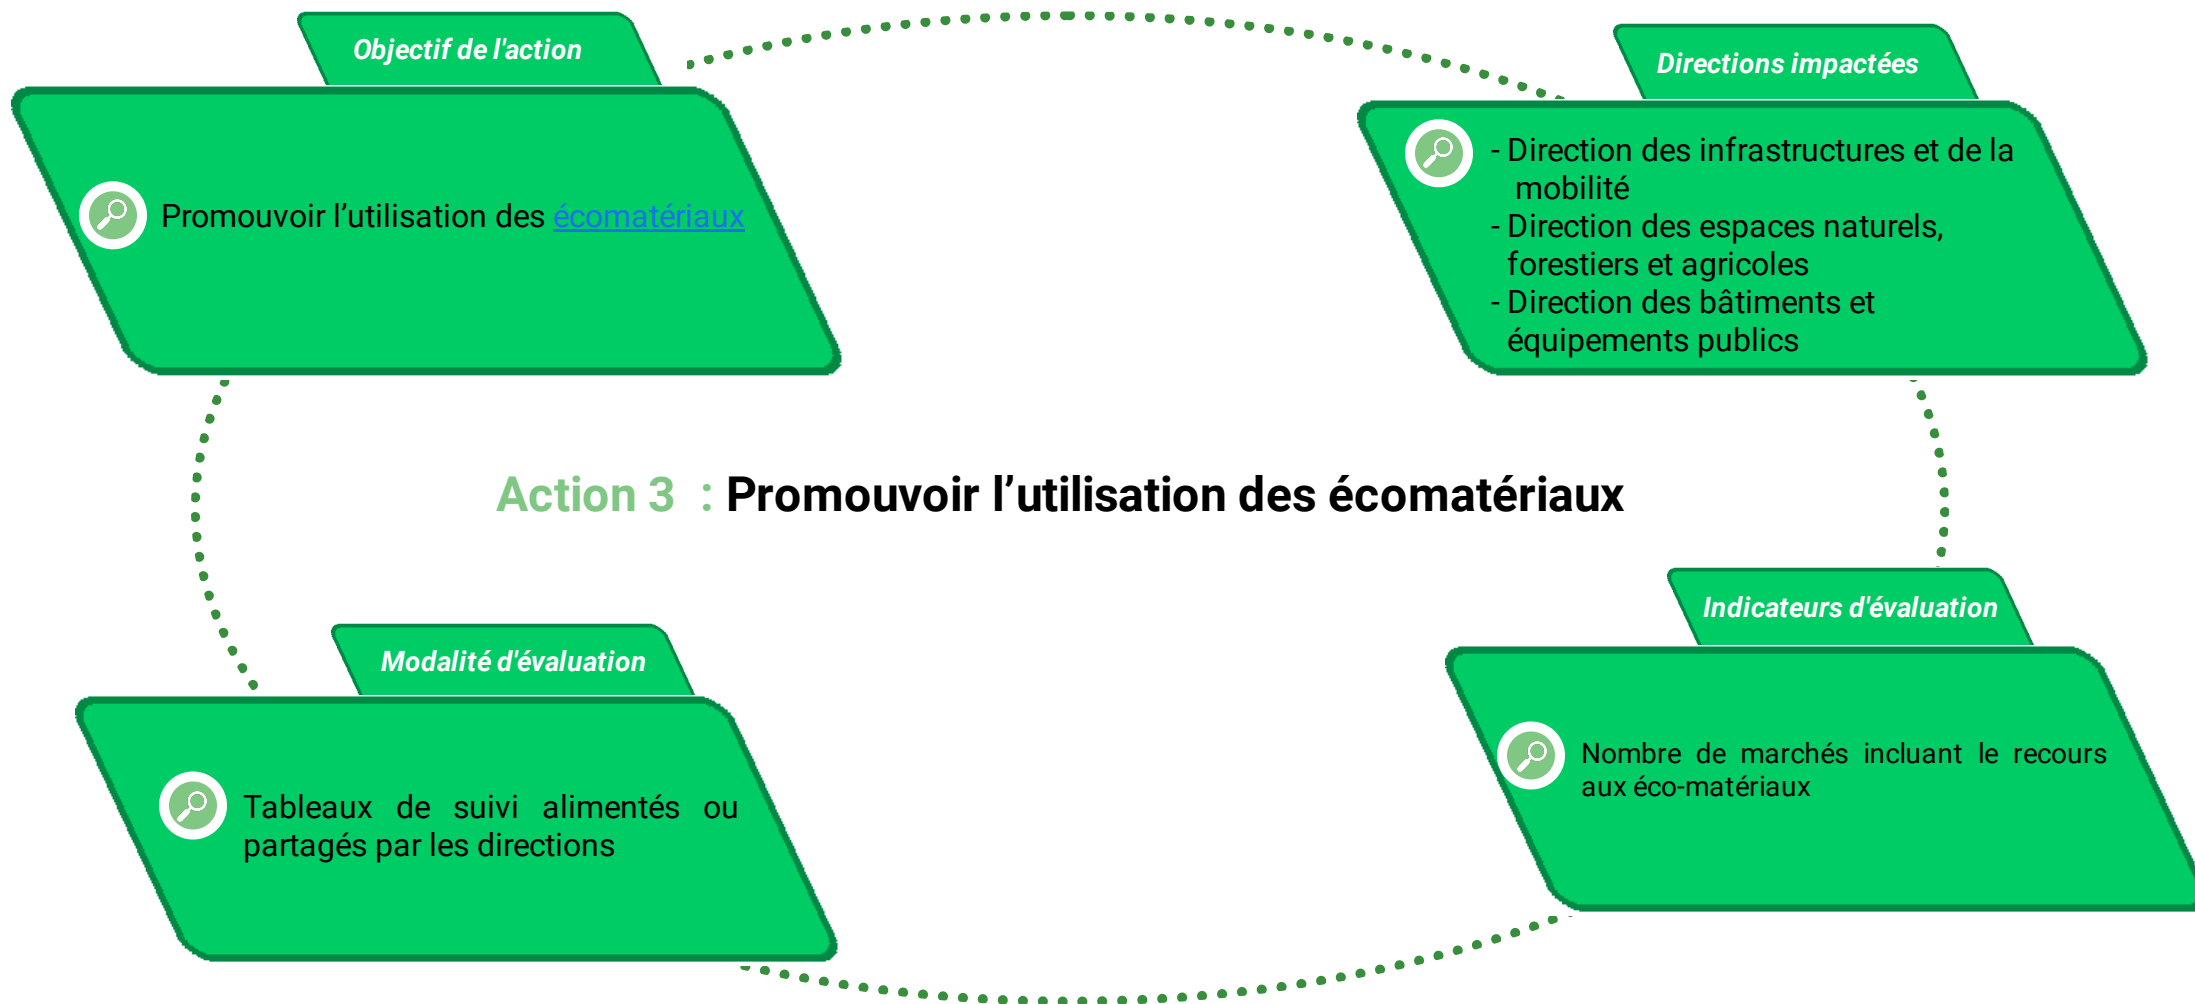 Objectif de l'action
Promouvoir l’utilisation des écomatériaux
Directions impactées
- Direction des infrastructures et de la
mobilité
- Direction des espaces naturels,
forestiers et agricoles
- Direction des bâtiments et
équipements publics
Action 3 : Promouvoir l’utilisation des écomatériaux
Modalité d'évaluation
Tableaux de suivi alimentés ou
partagés par les directions
Indicateurs d'évaluation
Nombre de marchés incluant le recours
aux éco-matériaux